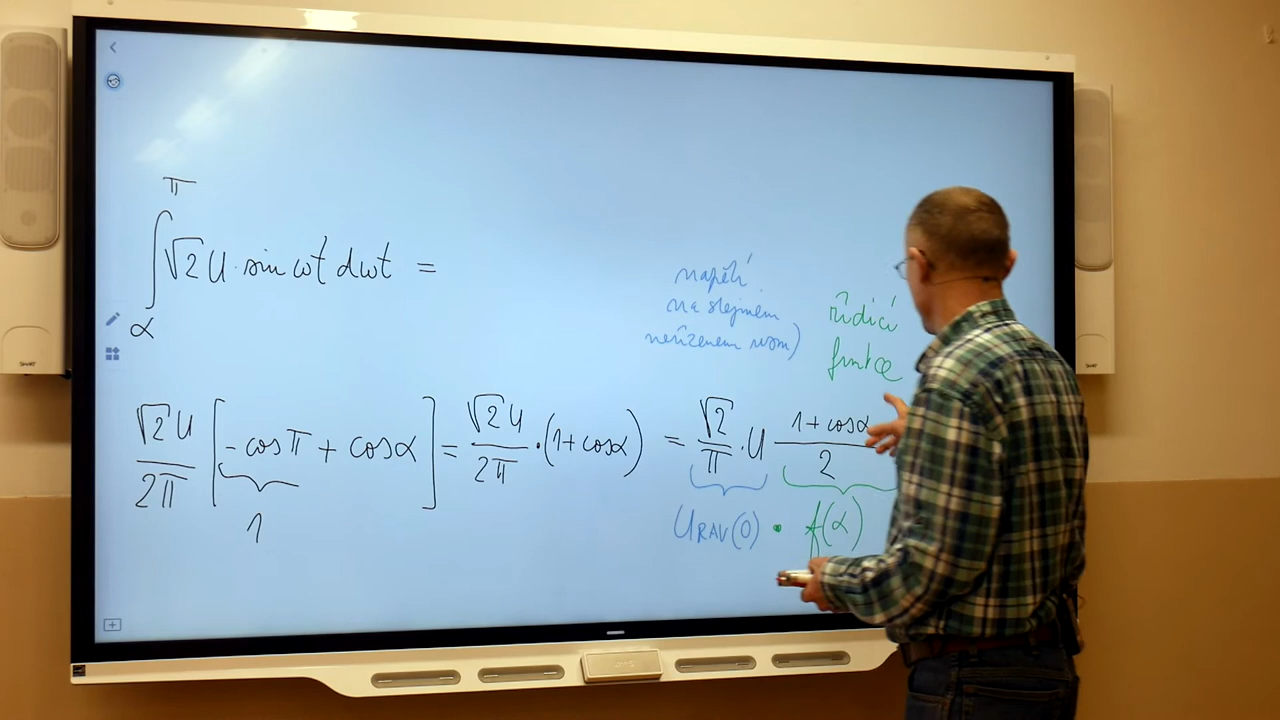 π
∫ √2 U · sin ωt dωt =
α
napětí
na stejném
neřízeném usm)
řídicí
funkce
√2 U / 2π [ -cos π + cos α ] = √2 U / 2π · (1 + cos α) = √2 / π · U (1 + cos α) / 2
1
URAV(0) · f(α)